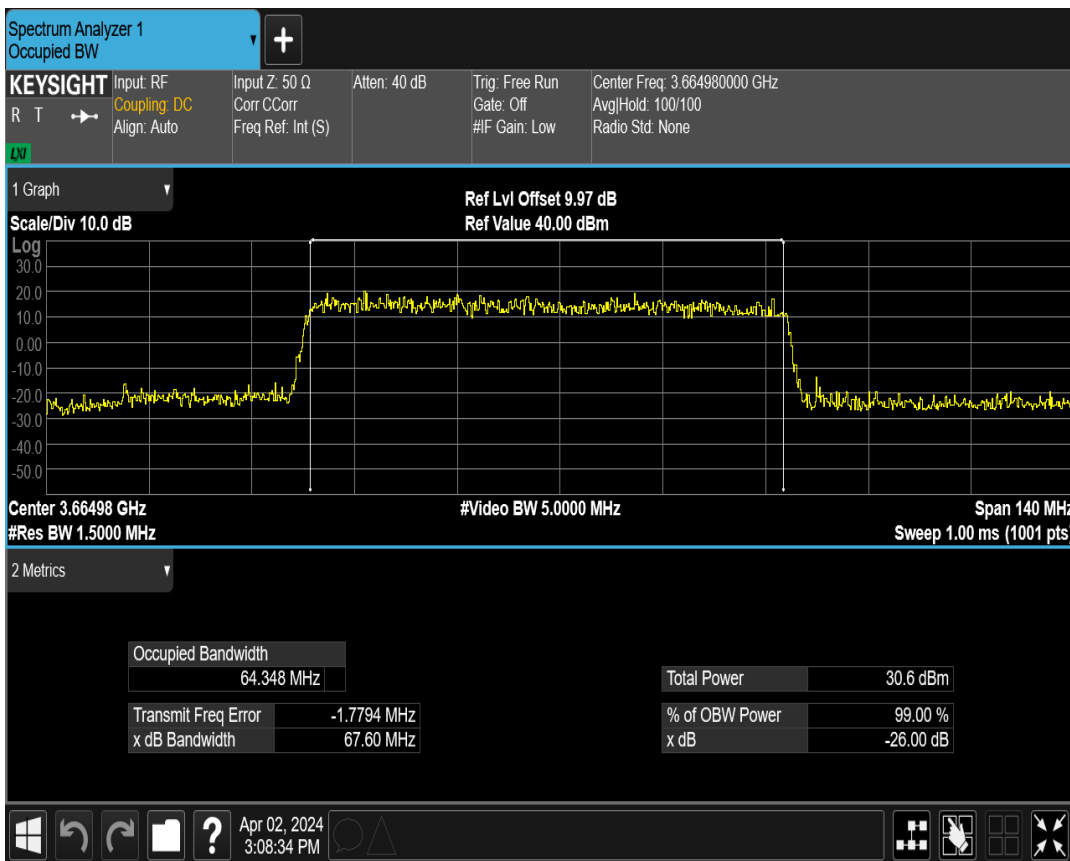 Spectrum Analyzer 1
Occupied BW
+
KEYSIGHT Input: RF Input Z: 50 Ω Atten: 40 dB Trig: Free Run Center Freq: 3.664980000 GHz
R T Coupling: DC Corr CCorr Gate: Off Avg|Hold: 100/100
Align: Auto Freq Ref: Int (S) #IF Gain: Low Radio Std: None
LXI
1 Graph Ref Lvl Offset 9.97 dB
Scale/Div 10.0 dB Ref Value 40.00 dBm
Log
30.0
20.0
10.0
0.00
-10.0
-20.0
-30.0
-40.0
-50.0
Center 3.66498 GHz #Video BW 5.0000 MHz Span 140 MHz
#Res BW 1.5000 MHz Sweep 1.00 ms (1001 pts)
2 Metrics
Occupied Bandwidth
64.348 MHz Total Power 30.6 dBm
Transmit Freq Error -1.7794 MHz % of OBW Power 99.00 %
x dB Bandwidth 67.60 MHz x dB -26.00 dB
? Apr 02, 2024
3:08:34 PM